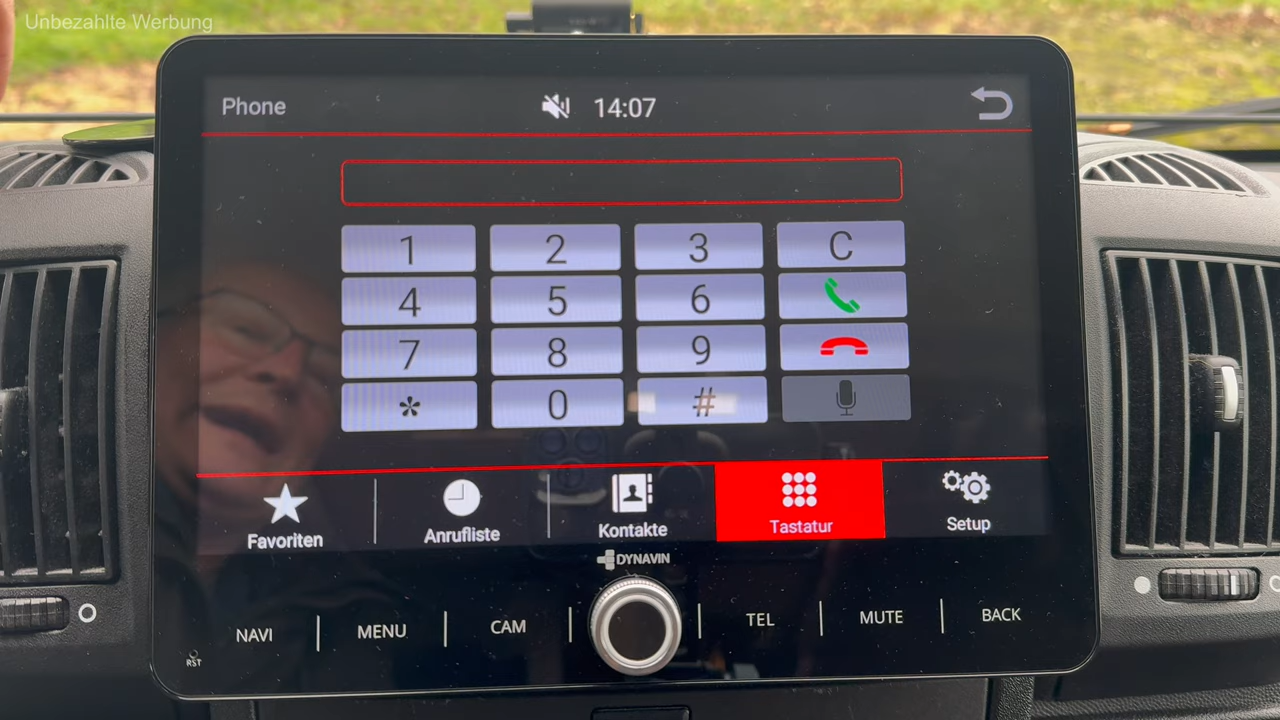 Unbezahlte Werbung
Phone 14:07
1 2 3 C
4 5 6
7 8 9
* 0 #
Favoriten Anrufliste Kontakte Tastatur Setup
DYNAVIN
NAVI MENU CAM TEL MUTE BACK
RST